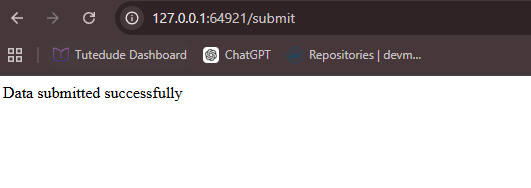 127.0.0.1:64921/submit
Tutedude Dashboard ChatGPT Repositories | devm...
Data submitted successfully